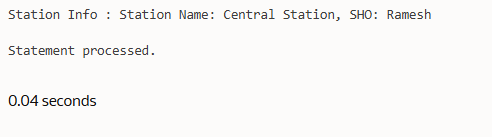 Station Info : Station Name: Central Station, SHO: Ramesh
Statement processed.
0.04 seconds